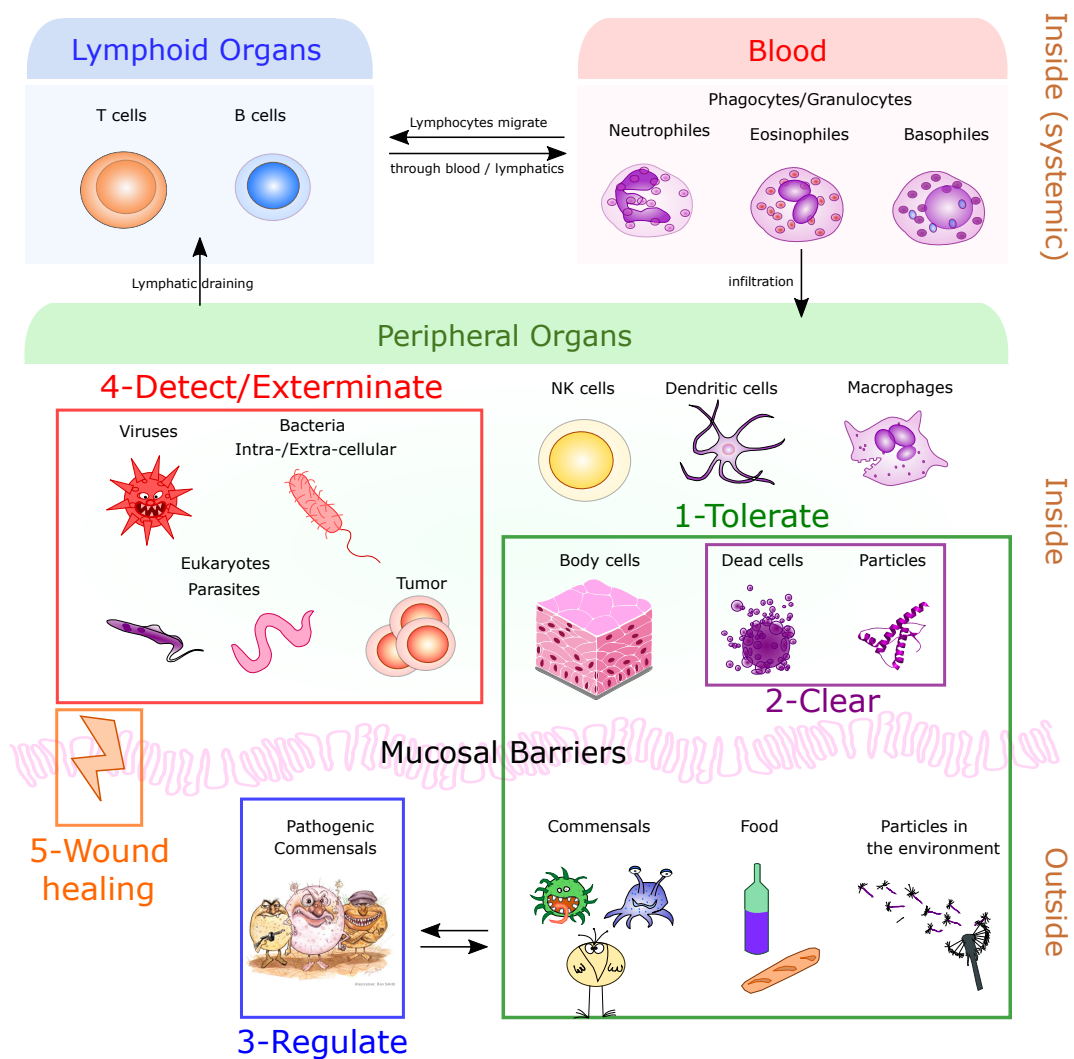 Lymphoid Organs
Blood
Inside (systemic)
T cells
B cells
Lymphocytes migrate
through blood / lymphatics
Phagocytes/Granulocytes
Neutrophiles
Eosinophiles
Basophiles
Lymphatic draining
infiltration
Peripheral Organs
4-Detect/Exterminate
Viruses
Bacteria
Intra-/Extra-cellular
Eukaryotes
Parasites
Tumor
NK cells
Dendritic cells
Macrophages
Inside
1-Tolerate
Body cells
Dead cells
Particles
2-Clear
Mucosal Barriers
5-Wound
healing
Pathogenic
Commensals
3-Regulate
Commensals
Food
Particles in
the environment
Outside